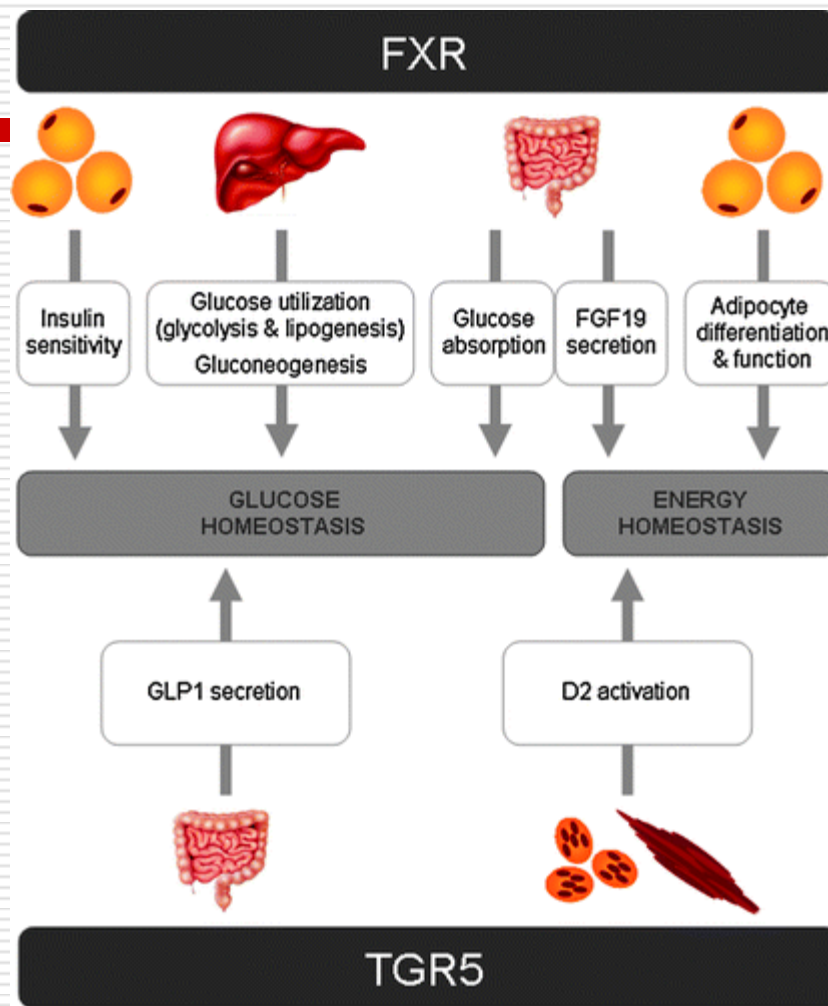 FXR
Insulin
sensitivity
Glucose utilization
(glycolysis & lipogenesis)
Gluconeogenesis
Glucose
absorption
FGF19
secretion
Adipocyte
differentiation
& function
GLUCOSE
HOMEOSTASIS
ENERGY
HOMEOSTASIS
GLP1 secretion
D2 activation
TGR5